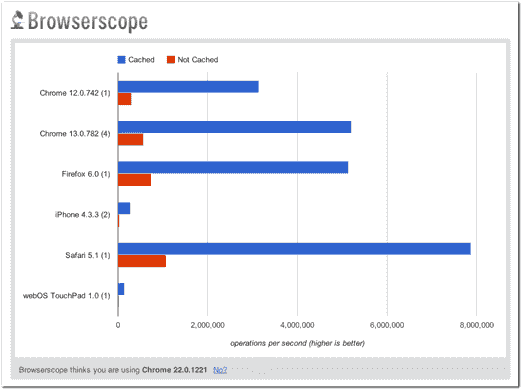 Browserscope
Cached Not Cached
Chrome 12.0.742 (1)
Chrome 13.0.782 (4)
Firefox 6.0 (1)
iPhone 4.3.3 (2)
Safari 5.1 (1)
webOS TouchPad 1.0 (1)
0 2,000,000 4,000,000 6,000,000 8,000,000
operations per second (higher is better)
Browserscope thinks you are using Chrome 22.0.1221 No?